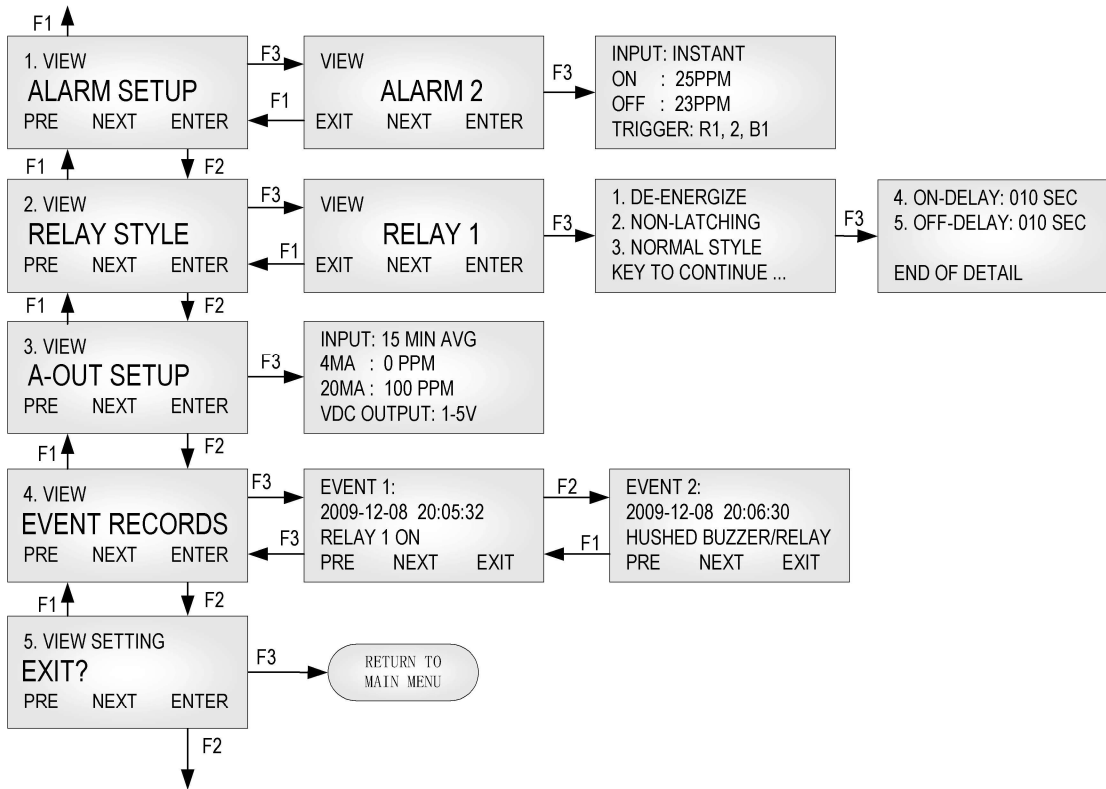 F1
1. VIEW
ALARM SETUP
PRE NEXT ENTER
F3
F1
VIEW
ALARM 2
EXIT NEXT ENTER
F3
INPUT: INSTANT
ON : 25PPM
OFF : 23PPM
TRIGGER: R1, 2, B1
F1
F2
2. VIEW
RELAY STYLE
PRE NEXT ENTER
F3
F1
VIEW
RELAY 1
EXIT NEXT ENTER
F3
1. DE-ENERGIZE
2. NON-LATCHING
3. NORMAL STYLE
KEY TO CONTINUE ...
F3
4. ON-DELAY: 010 SEC
5. OFF-DELAY: 010 SEC
END OF DETAIL
F1
F2
3. VIEW
A-OUT SETUP
PRE NEXT ENTER
F3
INPUT: 15 MIN AVG
4MA : 0 PPM
20MA : 100 PPM
VDC OUTPUT: 1-5V
F1
F2
4. VIEW
EVENT RECORDS
PRE NEXT ENTER
F3
F3
EVENT 1:
2009-12-08 20:05:32
RELAY 1 ON
PRE NEXT EXIT
F2
F1
EVENT 2:
2009-12-08 20:06:30
HUSHED BUZZER/RELAY
PRE NEXT EXIT
F1
F2
5. VIEW SETTING
EXIT?
PRE NEXT ENTER
F3
RETURN TO
MAIN MENU
F2